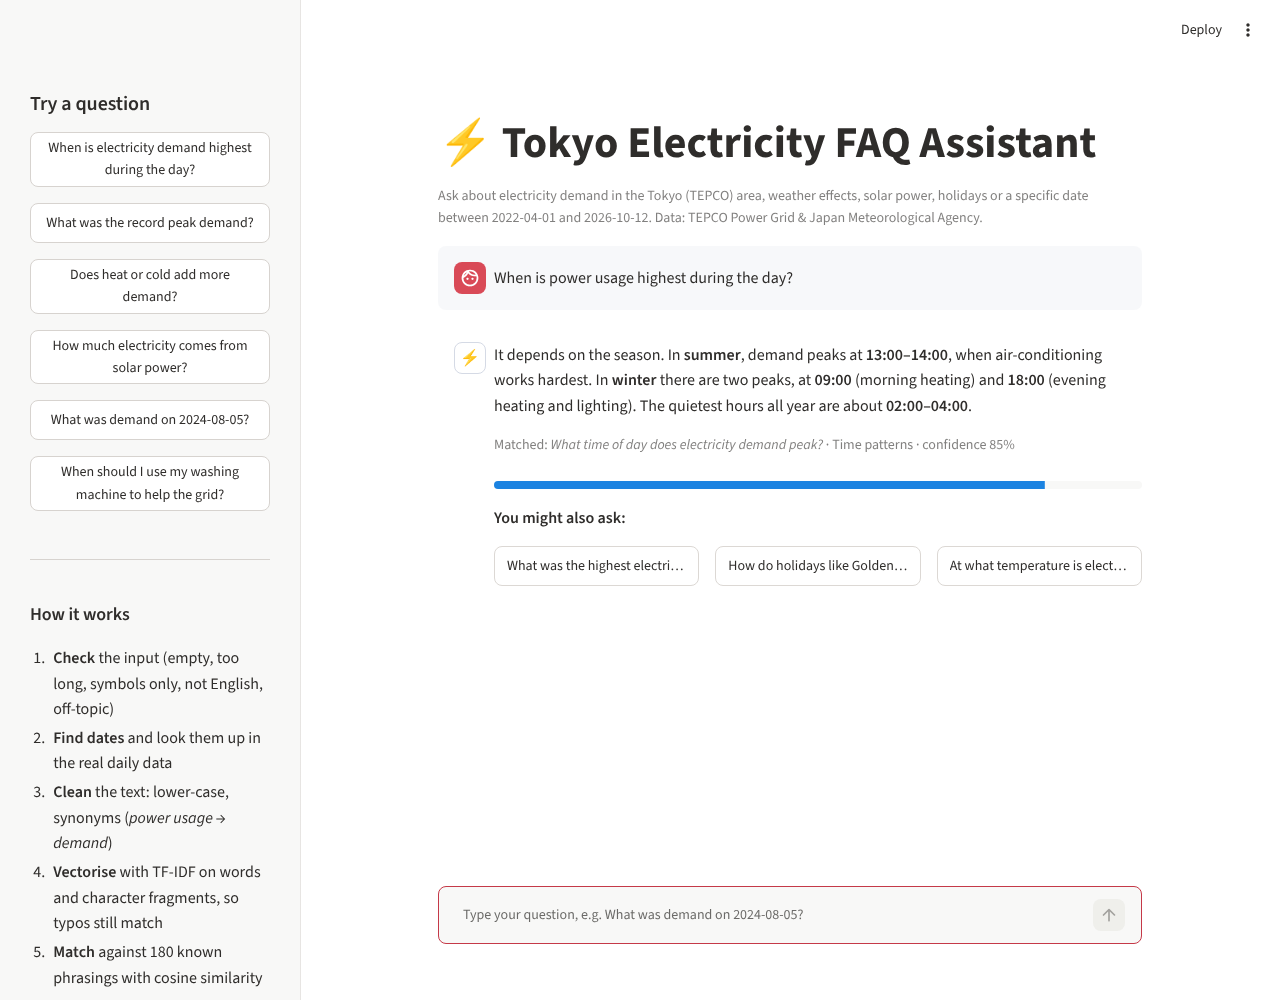 Deploy
Try a question
When is electricity demand highest
during the day?
What was the record peak demand?
Does heat or cold add more
demand?
How much electricity comes from
solar power?
What was demand on 2024-08-05?
When should I use my washing
machine to help the grid?
How it works
1. Check the input (empty, too
long, symbols only, not English,
off-topic)
2. Find dates and look them up in
the real daily data
3. Clean the text: lower-case,
synonyms (power usage →
demand)
4. Vectorise with TF-IDF on words
and character fragments, so
typos still match
5. Match against 180 known
phrasings with cosine similarity
⚡ Tokyo Electricity FAQ Assistant
Ask about electricity demand in the Tokyo (TEPCO) area, weather effects, solar power, holidays or a specific date
between 2022-04-01 and 2026-10-12. Data: TEPCO Power Grid & Japan Meteorological Agency.
When is power usage highest during the day?
It depends on the season. In summer, demand peaks at 13:00–14:00, when air-conditioning
works hardest. In winter there are two peaks, at 09:00 (morning heating) and 18:00 (evening
heating and lighting). The quietest hours all year are about 02:00–04:00.
Matched: What time of day does electricity demand peak? · Time patterns · confidence 85%
You might also ask:
What was the highest electri…
How do holidays like Golden…
At what temperature is elect…
Type your question, e.g. What was demand on 2024-08-05?